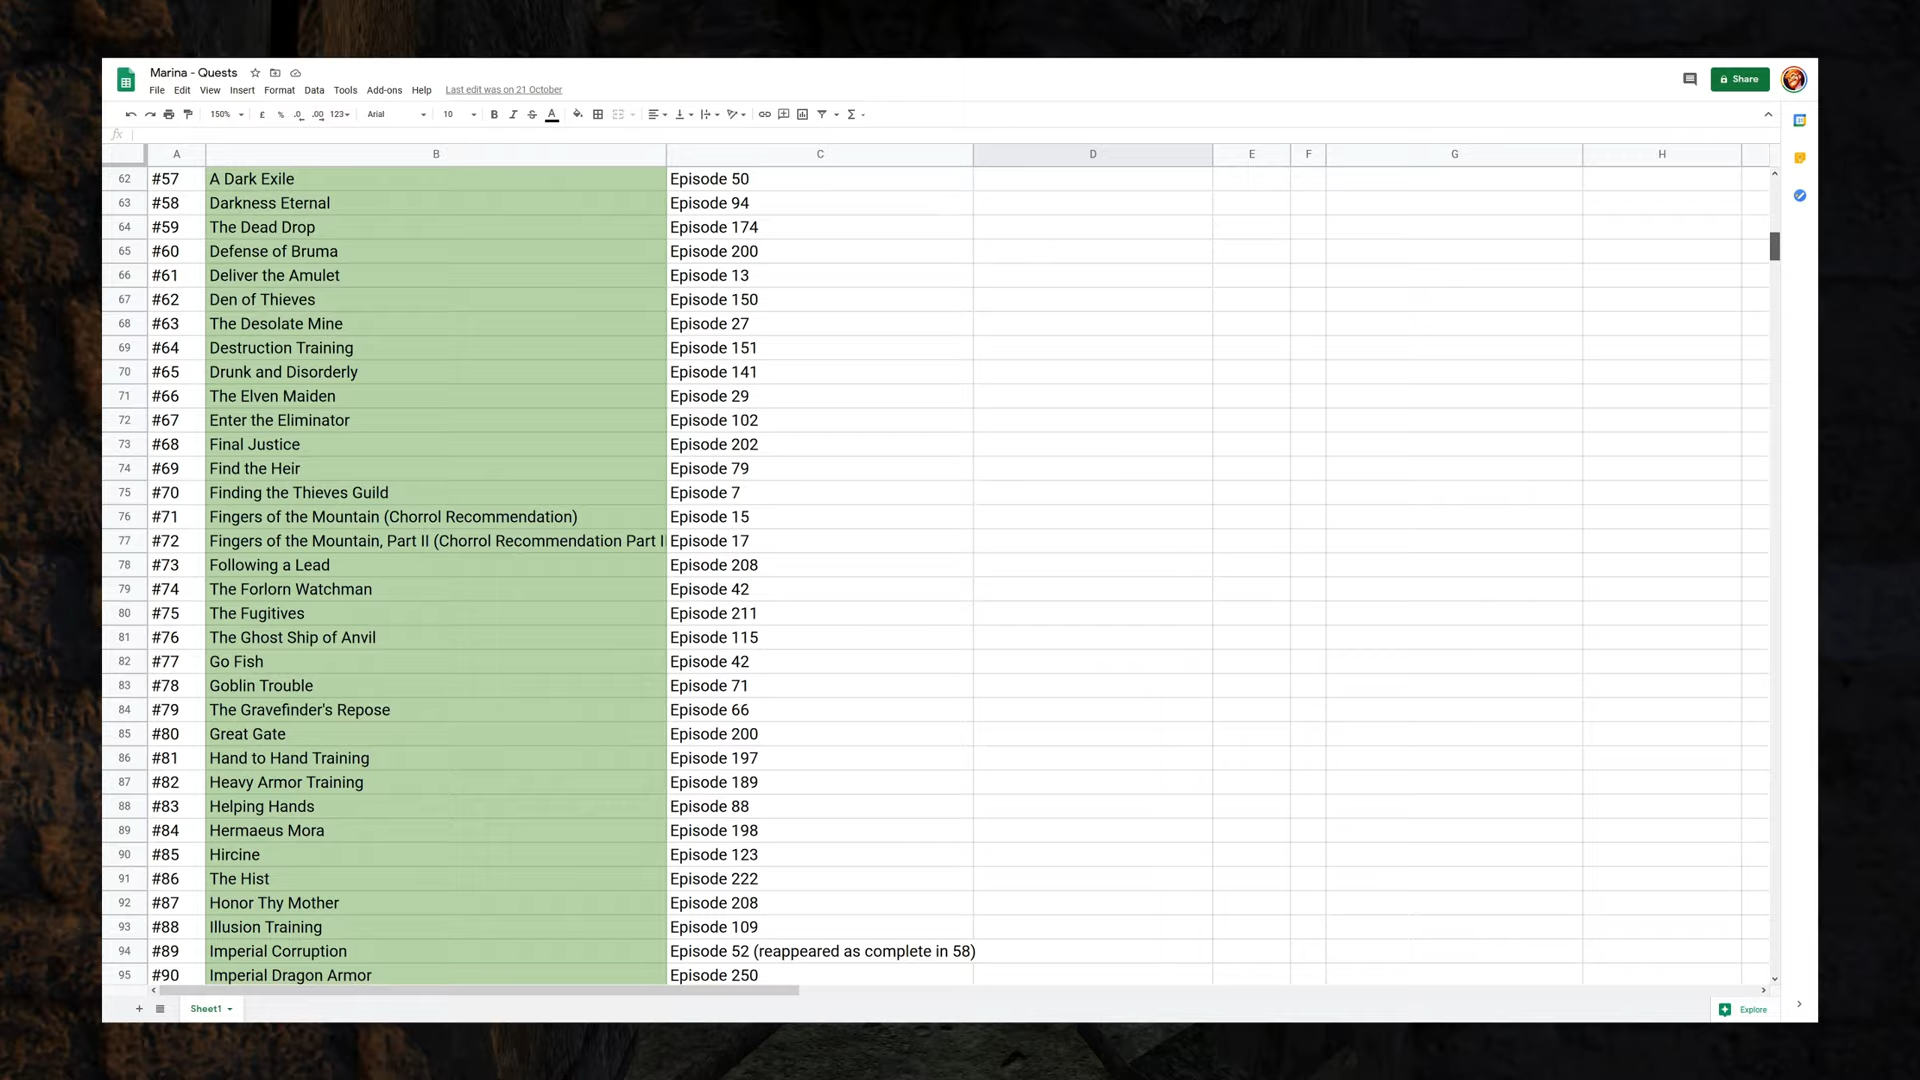 Marina - Quests
Share
File Edit View Insert Format Data Tools Add-ons Help Last edit was on 21 October
150% £ % .0 .00 123 Arial 10 B I S A Σ
fx
A B C D E F G H
62 #57 A Dark Exile Episode 50
63 #58 Darkness Eternal Episode 94
64 #59 The Dead Drop Episode 174
65 #60 Defense of Bruma Episode 200
66 #61 Deliver the Amulet Episode 13
67 #62 Den of Thieves Episode 150
68 #63 The Desolate Mine Episode 27
69 #64 Destruction Training Episode 151
70 #65 Drunk and Disorderly Episode 141
71 #66 The Elven Maiden Episode 29
72 #67 Enter the Eliminator Episode 102
73 #68 Final Justice Episode 202
74 #69 Find the Heir Episode 79
75 #70 Finding the Thieves Guild Episode 7
76 #71 Fingers of the Mountain (Chorrol Recommendation) Episode 15
77 #72 Fingers of the Mountain, Part II (Chorrol Recommendation Part I Episode 17
78 #73 Following a Lead Episode 208
79 #74 The Forlorn Watchman Episode 42
80 #75 The Fugitives Episode 211
81 #76 The Ghost Ship of Anvil Episode 115
82 #77 Go Fish Episode 42
83 #78 Goblin Trouble Episode 71
84 #79 The Gravefinder's Repose Episode 66
85 #80 Great Gate Episode 200
86 #81 Hand to Hand Training Episode 197
87 #82 Heavy Armor Training Episode 189
88 #83 Helping Hands Episode 88
89 #84 Hermaeus Mora Episode 198
90 #85 Hircine Episode 123
91 #86 The Hist Episode 222
92 #87 Honor Thy Mother Episode 208
93 #88 Illusion Training Episode 109
94 #89 Imperial Corruption Episode 52 (reappeared as complete in 58)
95 #90 Imperial Dragon Armor Episode 250
Sheet1
Explore